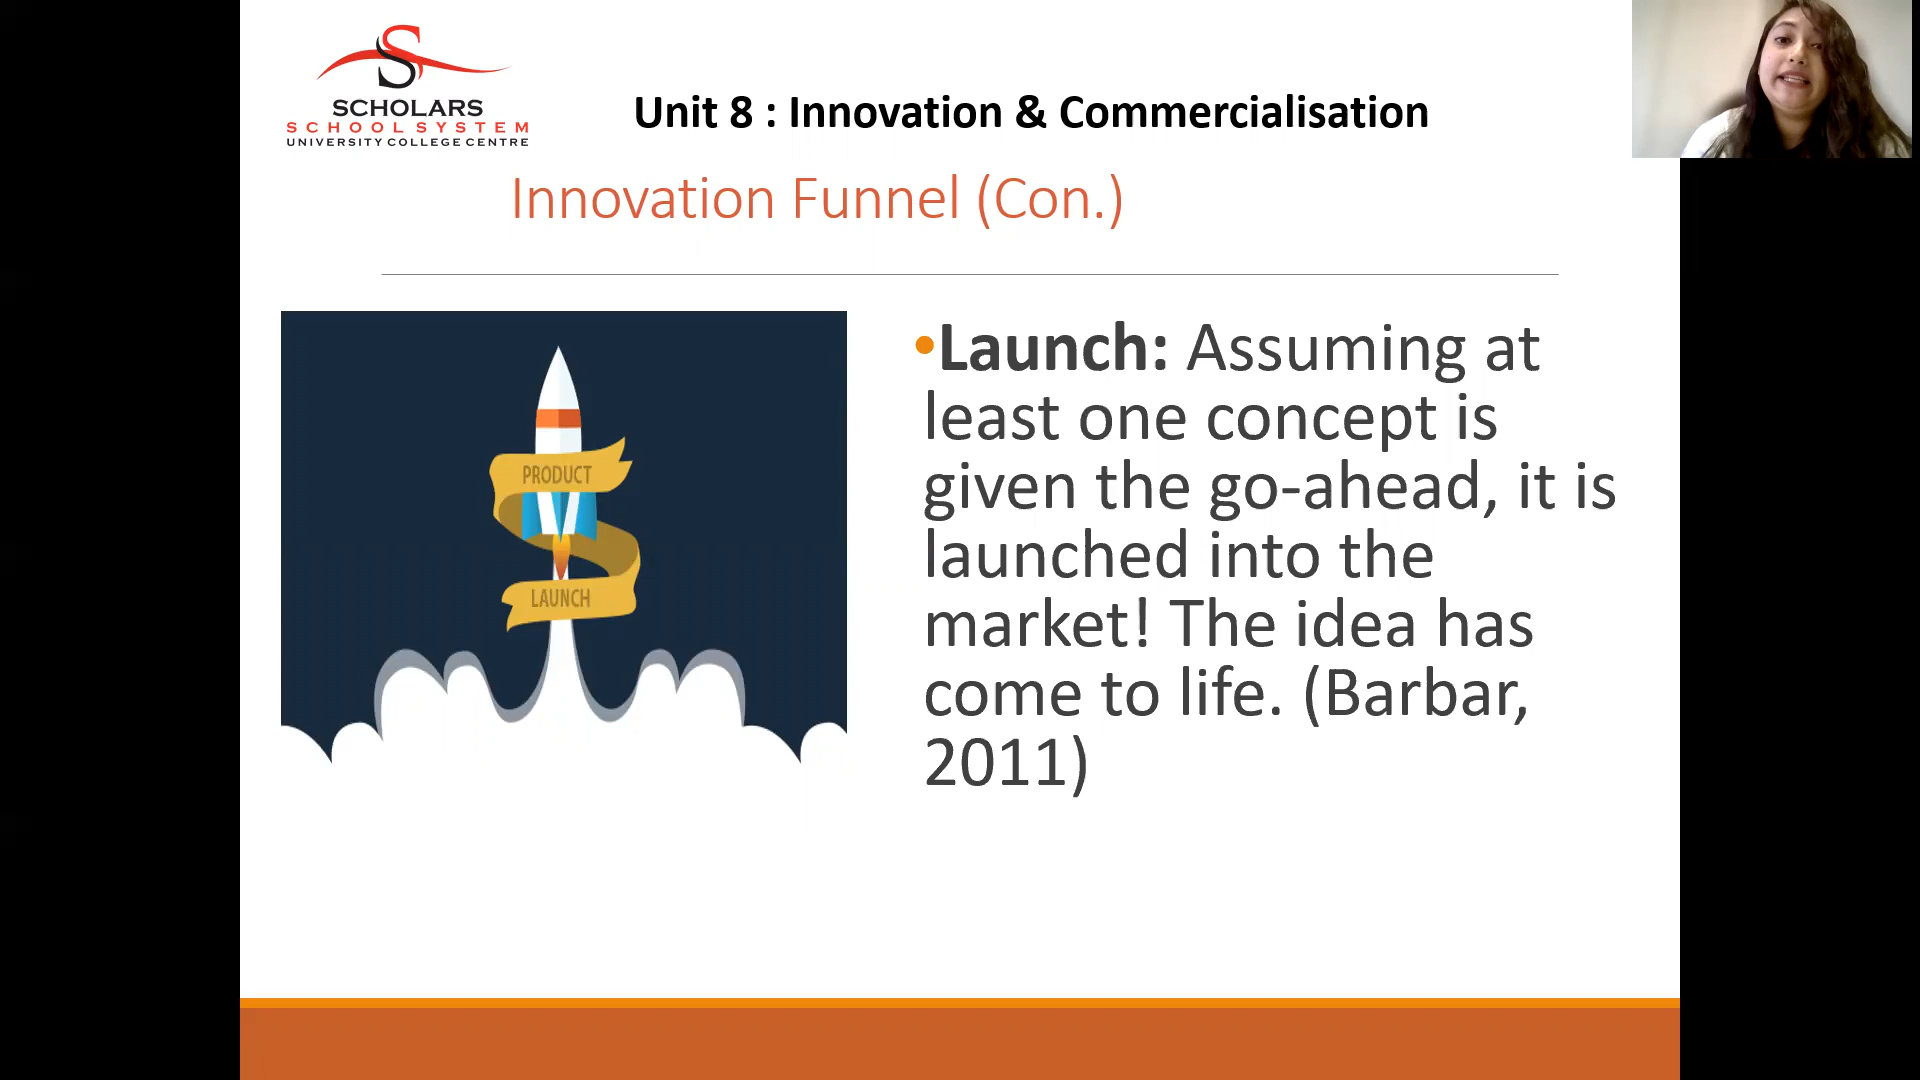 S
SCHOLARS
SCHOOL SYSTEM
UNIVERSITY COLLEGE CENTRE
Unit 8 : Innovation & Commercialisation
Innovation Funnel (Con.)
PRODUCT
LAUNCH
•Launch: Assuming at
least one concept is
given the go-ahead, it is
launched into the
market! The idea has
come to life. (Barbar,
2011)